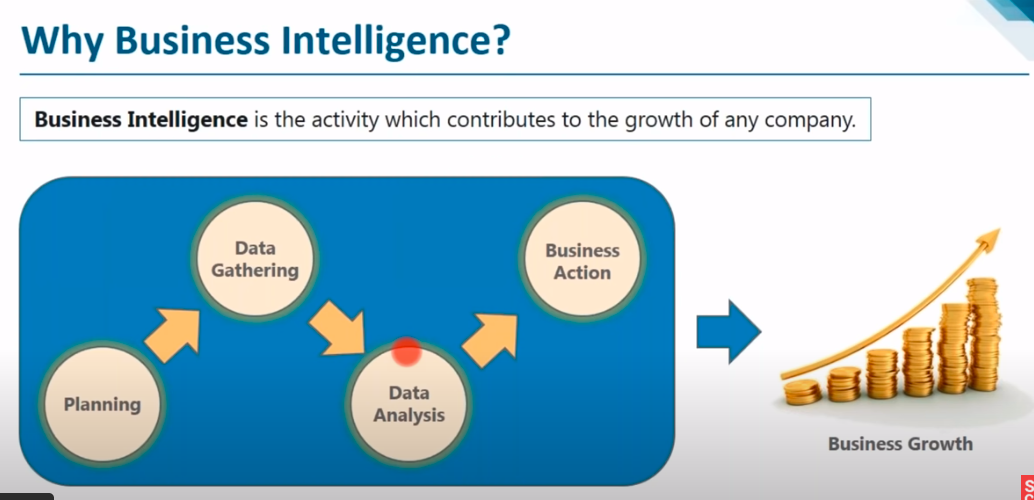 Why Business Intelligence?
Business Intelligence is the activity which contributes to the growth of any company.
Data
Gathering
Business
Action
Planning
Data
Analysis
Business Growth